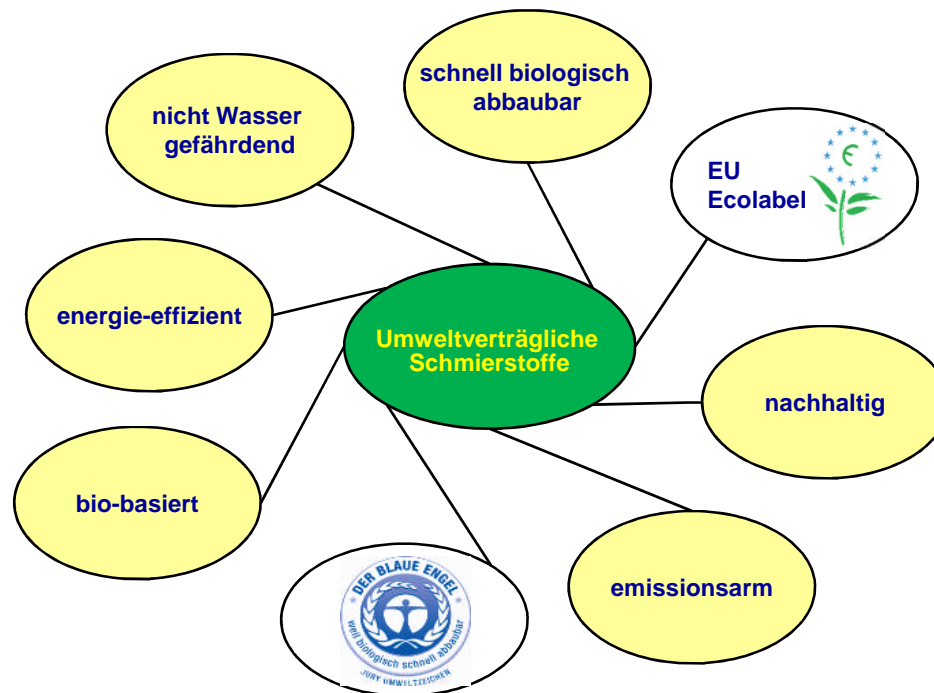 schnell biologisch
abbaubar
nicht Wasser
gefährdend
EU
Ecolabel
energie-effizient
Umweltverträgliche
Schmierstoffe
nachhaltig
bio-basiert
emissionsarm
DER BLAUE ENGEL
weil biologisch schnell abbaubar
JURY UMWELTZEICHEN